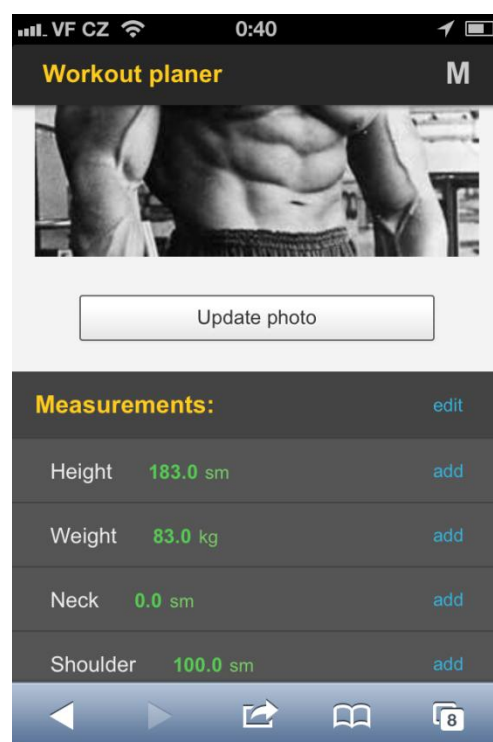 VF CZ 0:40
Workout planer M
Update photo
Measurements: edit
Height 183.0 sm add
Weight 83.0 kg add
Neck 0.0 sm add
Shoulder 100.0 sm add
8